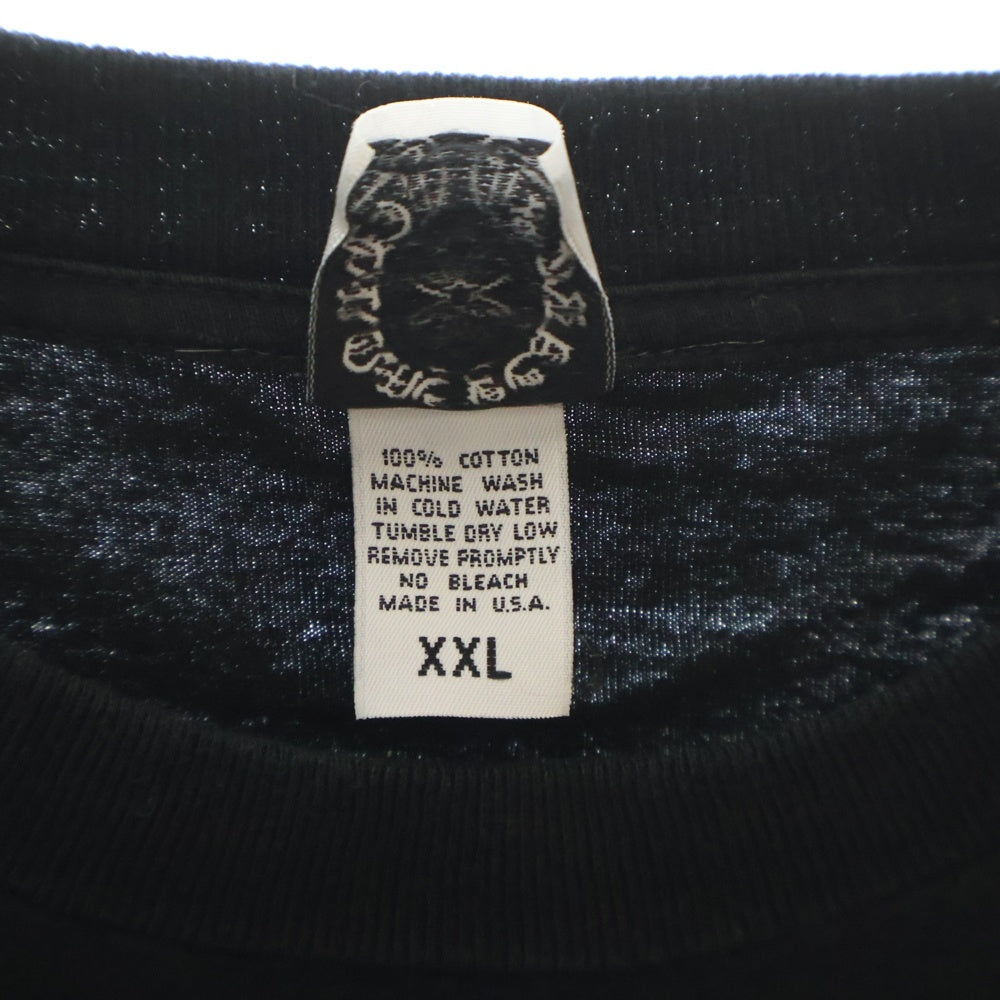 100% COTTON
MACHINE WASH
IN COLD WATER
TUMBLE DRY LOW
REMOVE PROMPTLY
NO BLEACH
MADE IN U.S.A.
XXL